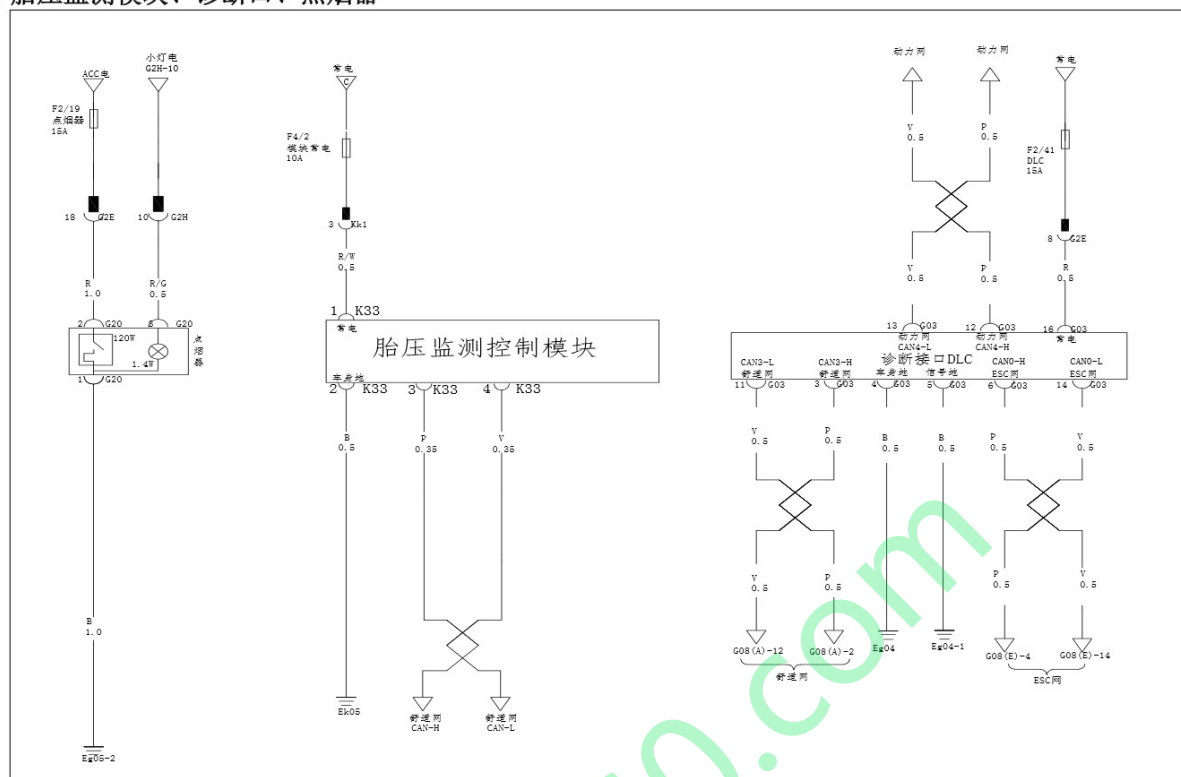 胎压监测模块、诊断口、点烟器
小灯电
G2H-10
ACC电
F2/19
点烟器
15A
18 G2E
10 G2H
R
1.0
R/G
0.5
2 G20
8 G20
120W
1.4W
点烟器
1 G20
B
1.0
Eg05-2
常电
C
F4/2
模块常电
10A
3 Kk1
R/W
0.5
1 K33
常电
胎压监测控制模块
车身地
2 K33
3 K33
4 K33
B
0.5
P
0.35
V
0.35
Ek05
舒适网
CAN-H
舒适网
CAN-L
动力网
动力网
常电
V
0.5
P
0.5
F2/41
DLC
15A
8 G2E
V
0.5
P
0.5
R
0.5
13 G03
12 G03
16 G03
动力网
CAN4-L
动力网
CAN4-H
常电
诊断接口DLC
CAN3-L
舒适网
CAN3-H
舒适网
车身地
信号地
CAN0-H
ESC网
CAN0-L
ESC网
11 G03
3 G03
4 G03
5 G03
6 G03
14 G03
V
0.5
P
0.5
B
0.5
B
0.5
P
0.5
V
0.5
V
0.5
P
0.5
P
0.5
V
0.5
G08(A)-12
G08(A)-2
Eg04
Eg04-1
G08(E)-4
G08(E)-14
舒适网
ESC网